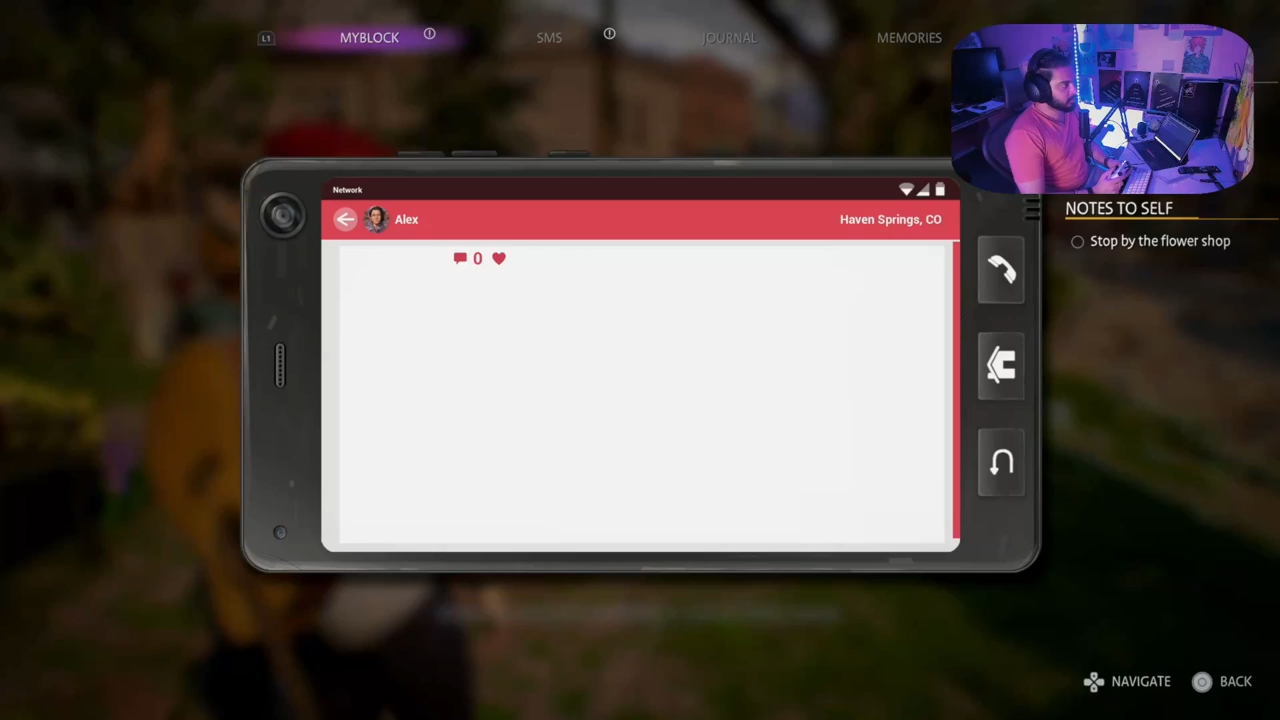 L1 MYBLOCK SMS JOURNAL MEMORIES
Network
Alex Haven Springs, CO
0
NOTES TO SELF
Stop by the flower shop
NAVIGATE BACK